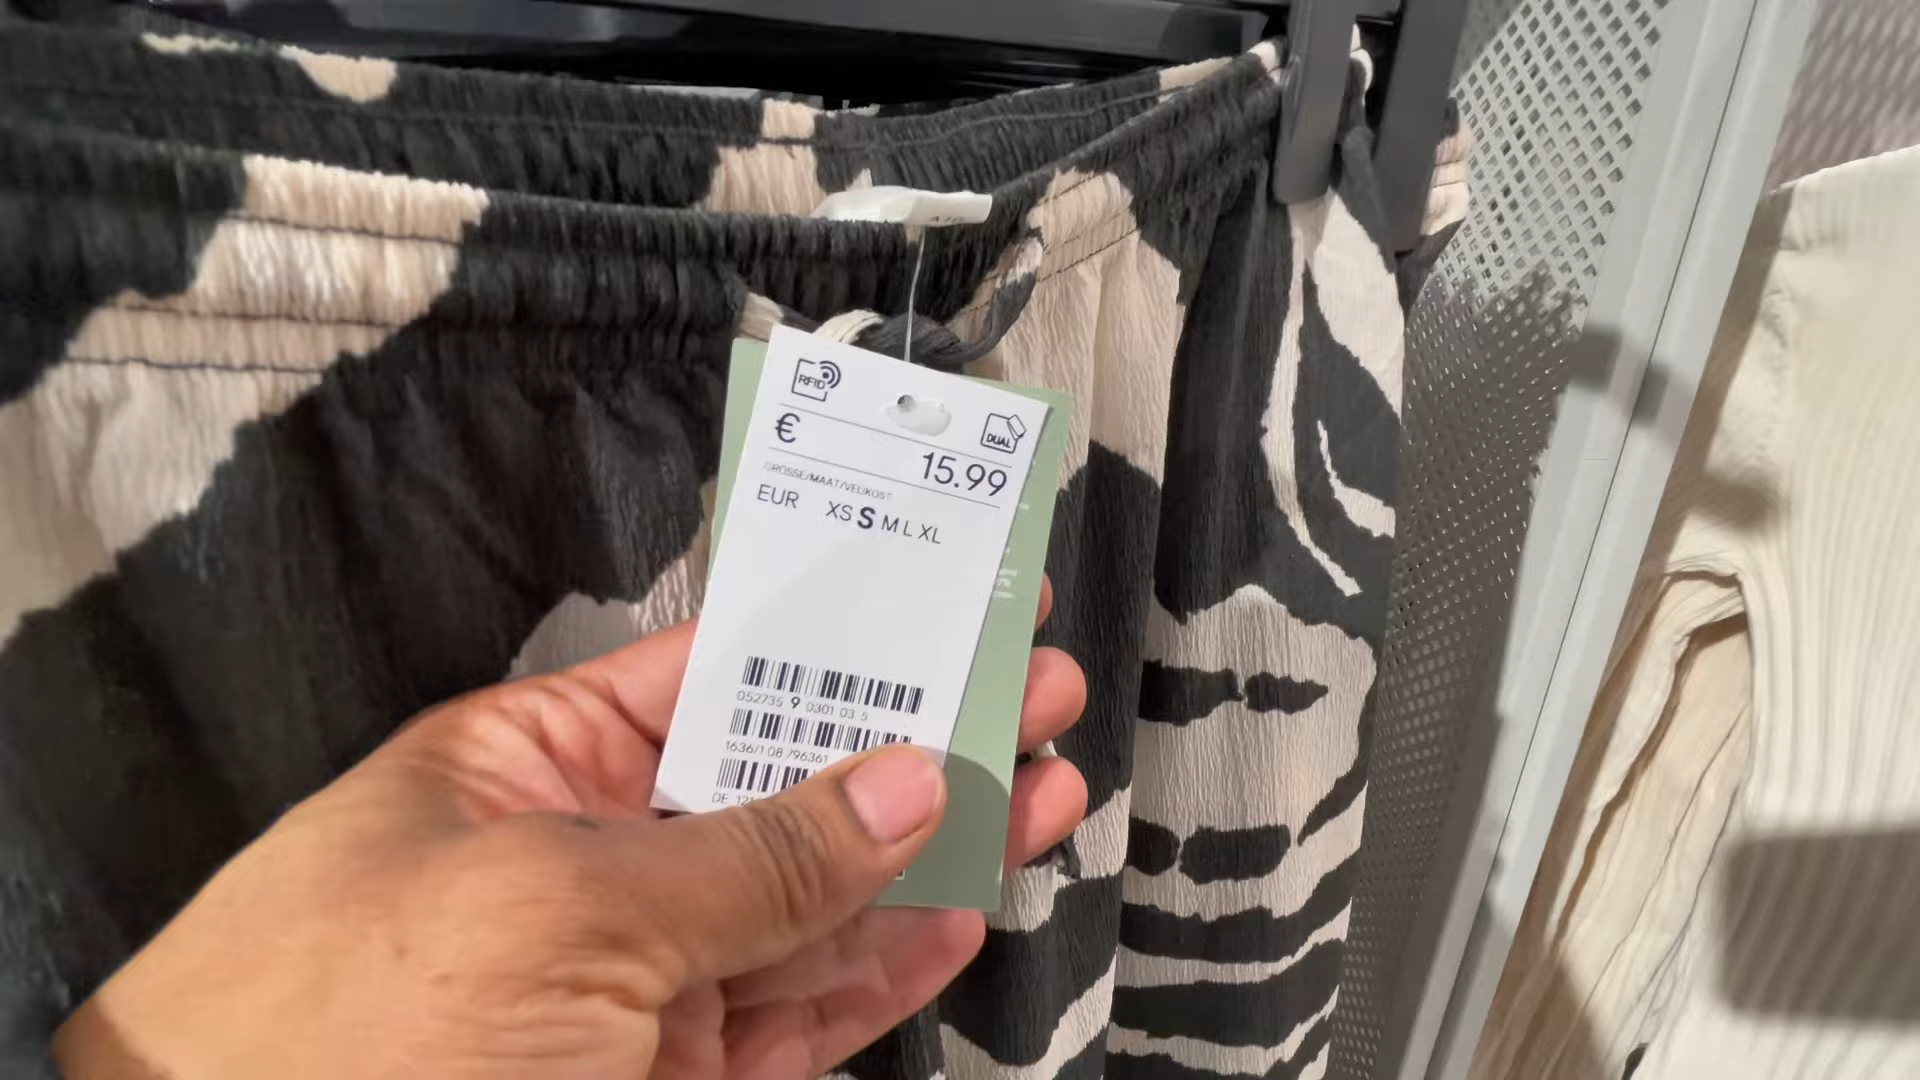 RFID
DUAL
€
15.99
GRÖSSE/MAAT/VELIKOST
EUR XS S M L XL
052735 9 0301 03 5
1636/1 08 796361
DE